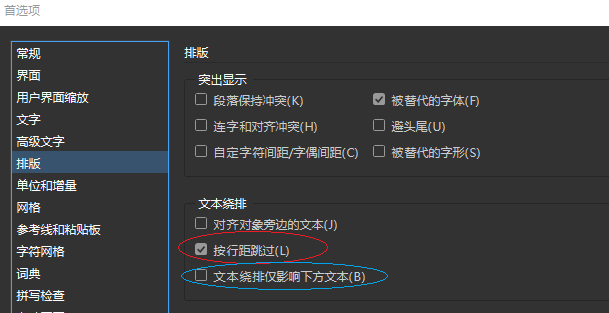 首选项
常规
界面
用户界面缩放
文字
高级文字
排版
单位和增量
网格
参考线和粘贴板
字符网格
词典
拼写检查
排版
突出显示
段落保持冲突(K)
被替代的字体(F)
连字和对齐冲突(H)
避头尾(U)
自定字符间距/字偶间距(C)
被替代的字形(S)
文本绕排
对齐对象旁边的文本(J)
按行距跳过(L)
文本绕排仅影响下方文本(B)